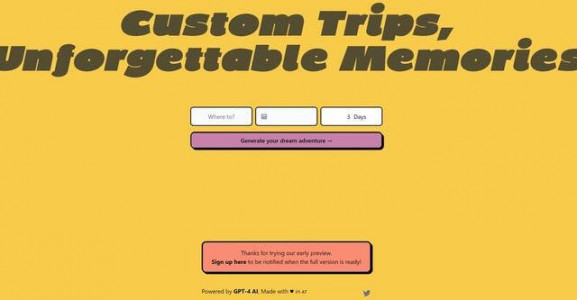 Custom Trips,
Unforgettable Memories
Where to?
3 Days
Generate your dream adventure →
Thanks for trying our early preview.
Sign up here to be notified when the full version is ready!
Powered by GPT-4 AI, Made with ♥ in AT